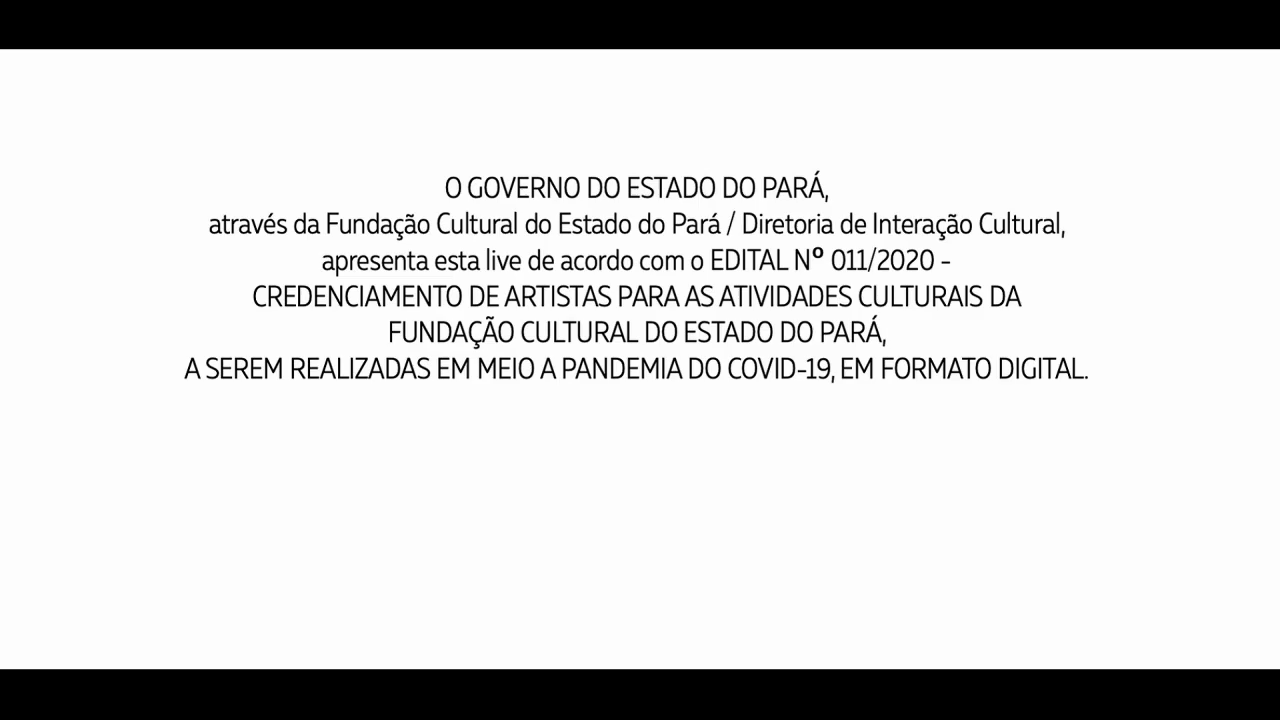 O GOVERNO DO ESTADO DO PARÁ,
através da Fundação Cultural do Estado do Pará / Diretoria de Interação Cultural,
apresenta esta live de acordo com o EDITAL Nº 011/2020 -
CREDENCIAMENTO DE ARTISTAS PARA AS ATIVIDADES CULTURAIS DA
FUNDAÇÃO CULTURAL DO ESTADO DO PARÁ,
A SEREM REALIZADAS EM MEIO A PANDEMIA DO COVID-19, EM FORMATO DIGITAL.